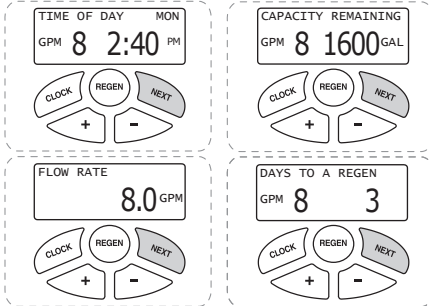 TIME OF DAY MON
GPM 8 2:40 PM
CLOCK REGEN NEXT
+ -
CAPACITY REMAINING
GPM 8 1600 GAL
CLOCK REGEN NEXT
+ -
FLOW RATE
8.0 GPM
CLOCK REGEN NEXT
+ -
DAYS TO A REGEN
GPM 8 3
CLOCK REGEN NEXT
+ -